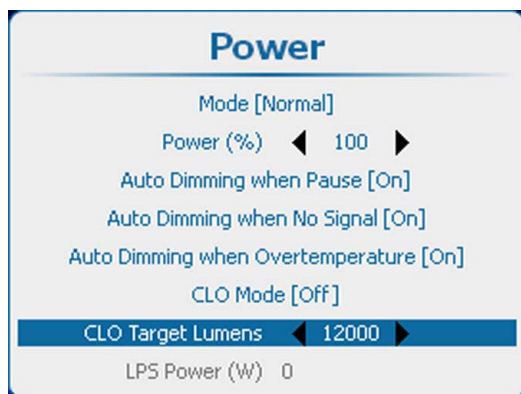 Power
Mode [Normal]
Power (%) 100
Auto Dimming when Pause [On]
Auto Dimming when No Signal [On]
Auto Dimming when Overtemperature [On]
CLO Mode [Off]
CLO Target Lumens 12000
LPS Power (W) 0